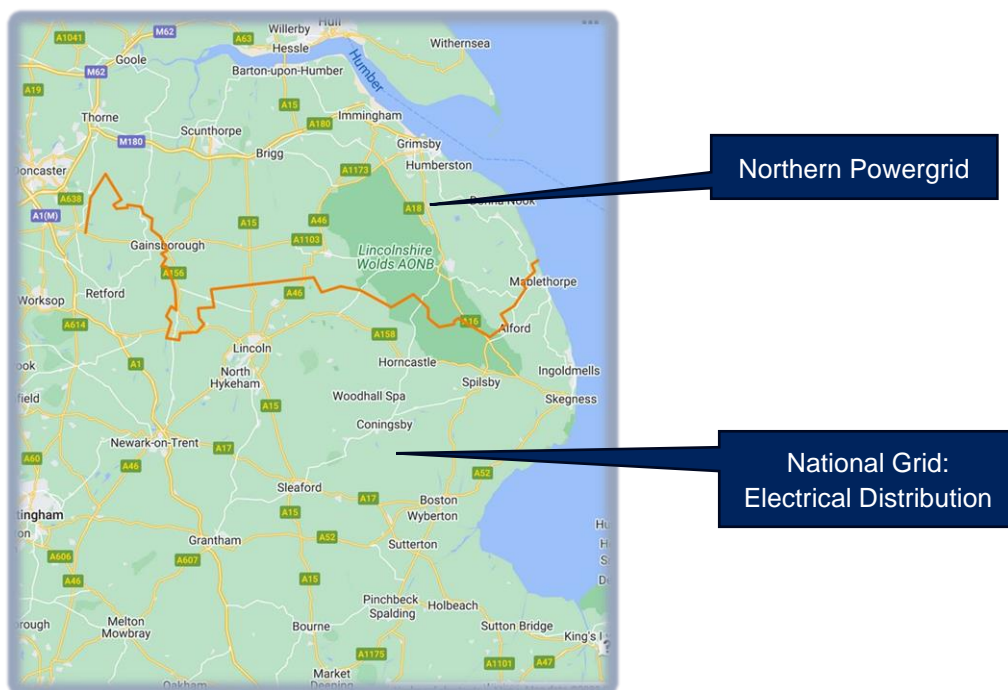 Hull
A1041
M62
Willerby
A63
Hessle
Withernsea
Goole
M62
Barton-upon-Humber
Humber
A19
A15
Thorne
Immingham
Scunthorpe
A180
M180
Grimsby
Brigg
Humberston
Doncaster
A1173
Northern Powergrid
A638
A18
Donna Nook
A1(M)
A46
A15
A1103
Gainsborough
Lincolnshire
Wolds AONB
A156
Mablethorpe
Retford
A46
Worksop
A614
A16
Alford
A158
Lincoln
A1
Horncastle
North
Hykeham
Ingoldmells
Spilsby
Woodhall Spa
Skegness
A15
Coningsby
Newark-on-Trent
A17
National Grid:
Electrical Distribution
A60
A46
A52
Sleaford
A17
Boston
Wyberton
tingham
A15
Grantham
A52
Sutterton
A606
A607
A46
A15
Pinchbeck
Spalding
Holbeach
Melton
Mowbray
Bourne
Sutton Bridge
King's
A1175
A1101
A47
Market
Deeping
Oakham